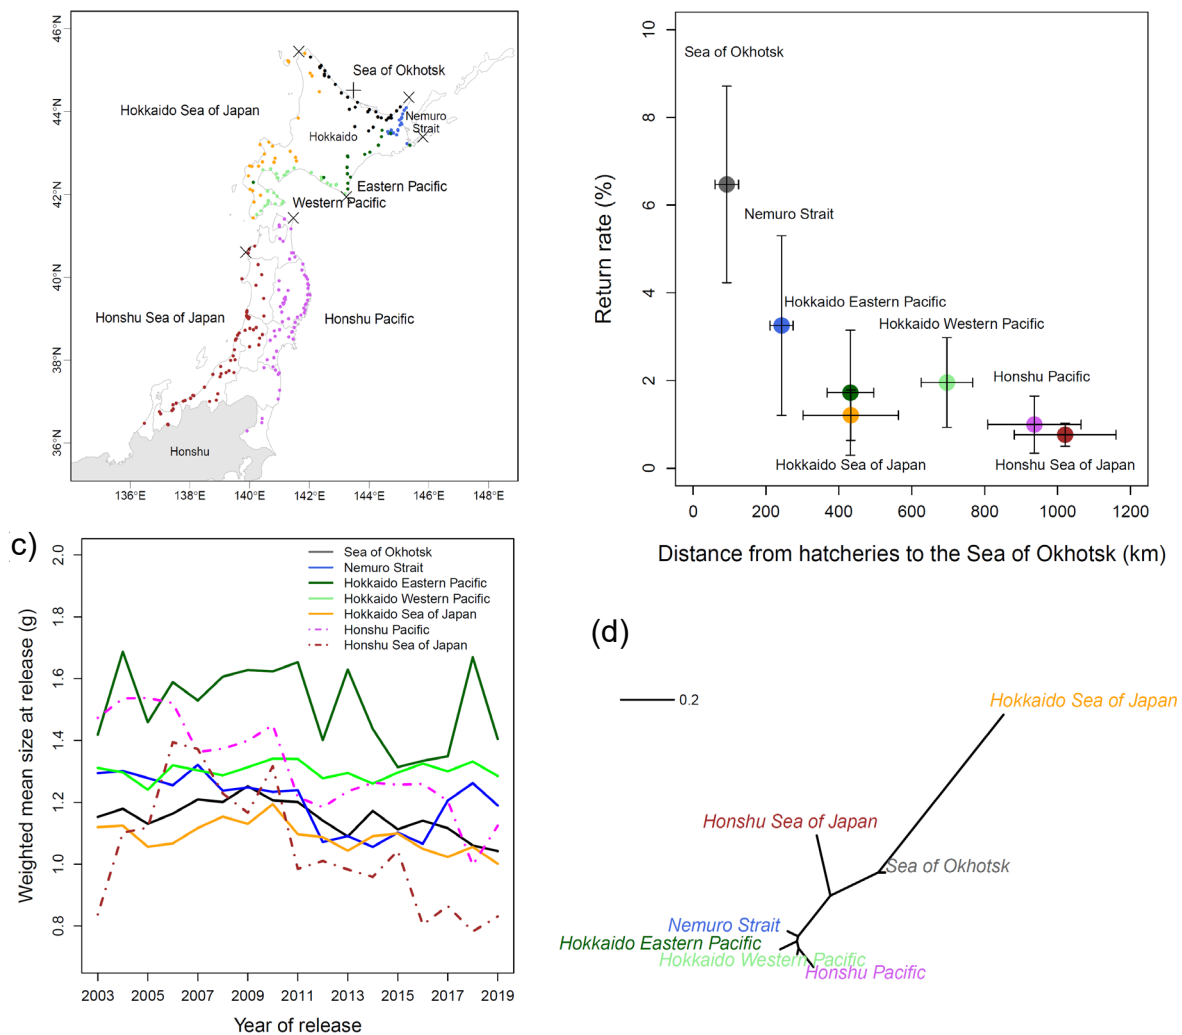 46°N
44°N
42°N
40°N
38°N
36°N
136°E
138°E
140°E
142°E
144°E
146°E
148°E
Sea of Okhotsk
Hokkaido Sea of Japan
Nemuro
Strait
Hokkaido
Eastern Pacific
Western Pacific
Honshu Sea of Japan
Honshu Pacific
Honshu
Return rate (%)
10
8
6
4
2
0
Sea of Okhotsk
Nemuro Strait
Hokkaido Eastern Pacific
Hokkaido Western Pacific
Honshu Pacific
Hokkaido Sea of Japan
Honshu Sea of Japan
0
200
400
600
800
1000
1200
Distance from hatcheries to the Sea of Okhotsk (km)
c)
Weighted mean size at release (g)
2.0
1.8
1.6
1.4
1.2
1.0
0.8
Sea of Okhotsk
Nemuro Strait
Hokkaido Eastern Pacific
Hokkaido Western Pacific
Hokkaido Sea of Japan
Honshu Pacific
Honshu Sea of Japan
2003
2005
2007
2009
2011
2013
2015
2017
2019
Year of release
(d)
0.2
Hokkaido Sea of Japan
Honshu Sea of Japan
Sea of Okhotsk
Nemuro Strait
Hokkaido Eastern Pacific
Hokkaido Western Pacific
Honshu Pacific